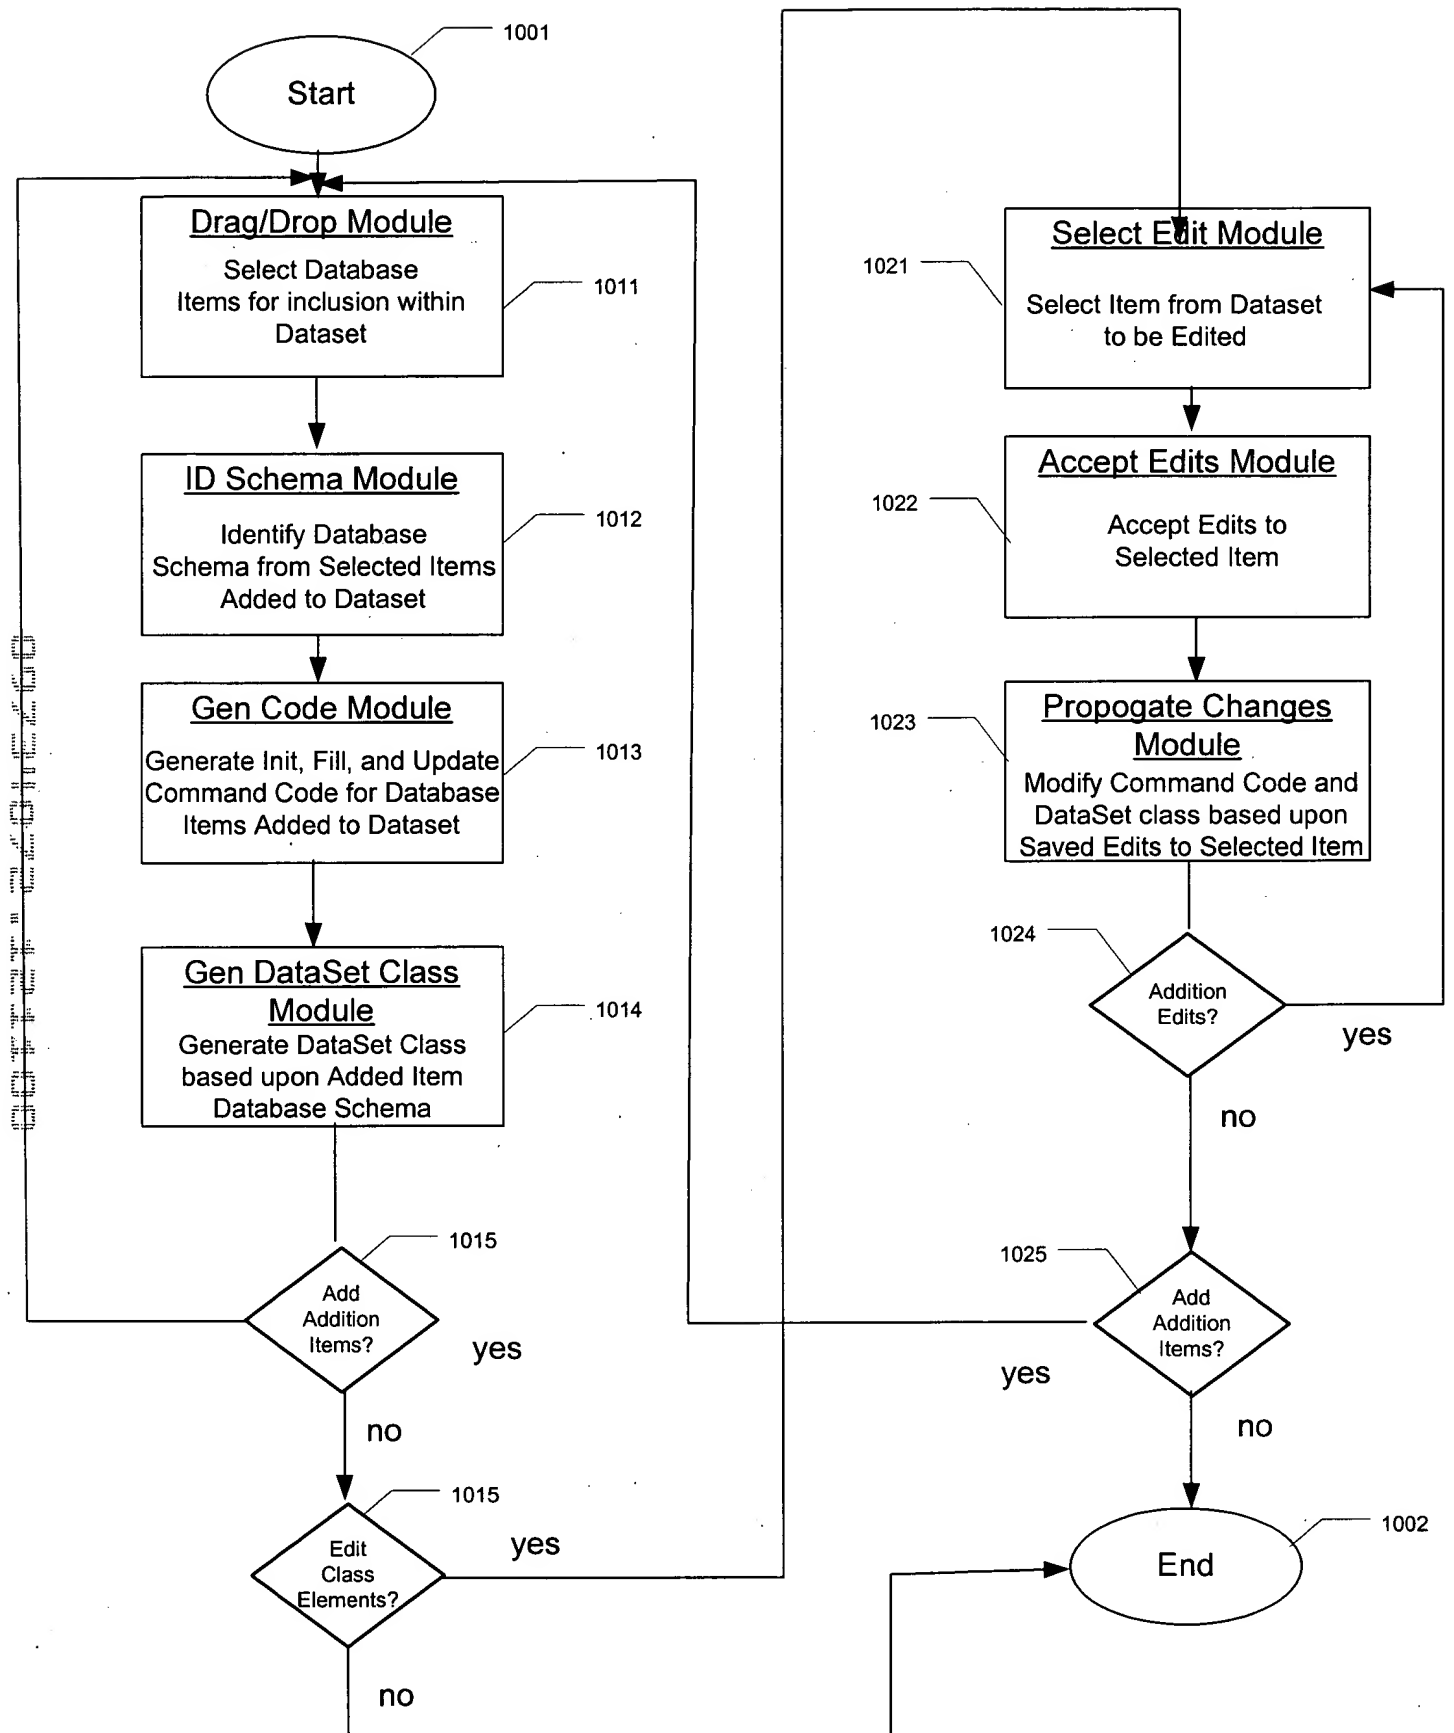 1001
Start
Drag/Drop Module
Select Database
Items for inclusion within
Dataset
1011
ID Schema Module
Identify Database
Schema from Selected Items
Added to Dataset
1012
Gen Code Module
Generate Init, Fill, and Update
Command Code for Database
Items Added to Dataset
1013
Gen DataSet Class
Module
Generate DataSet Class
based upon Added Item
Database Schema
1014
1015
Add
Addition
Items?
yes
no
1015
Edit
Class
Elements?
yes
no
Select Edit Module
Select Item from Dataset
to be Edited
1021
Accept Edits Module
Accept Edits to
Selected Item
1022
Propogate Changes
Module
Modify Command Code and
DataSet class based upon
Saved Edits to Selected Item
1023
1024
Addition
Edits?
yes
no
1025
Add
Addition
Items?
yes
no
End
1002